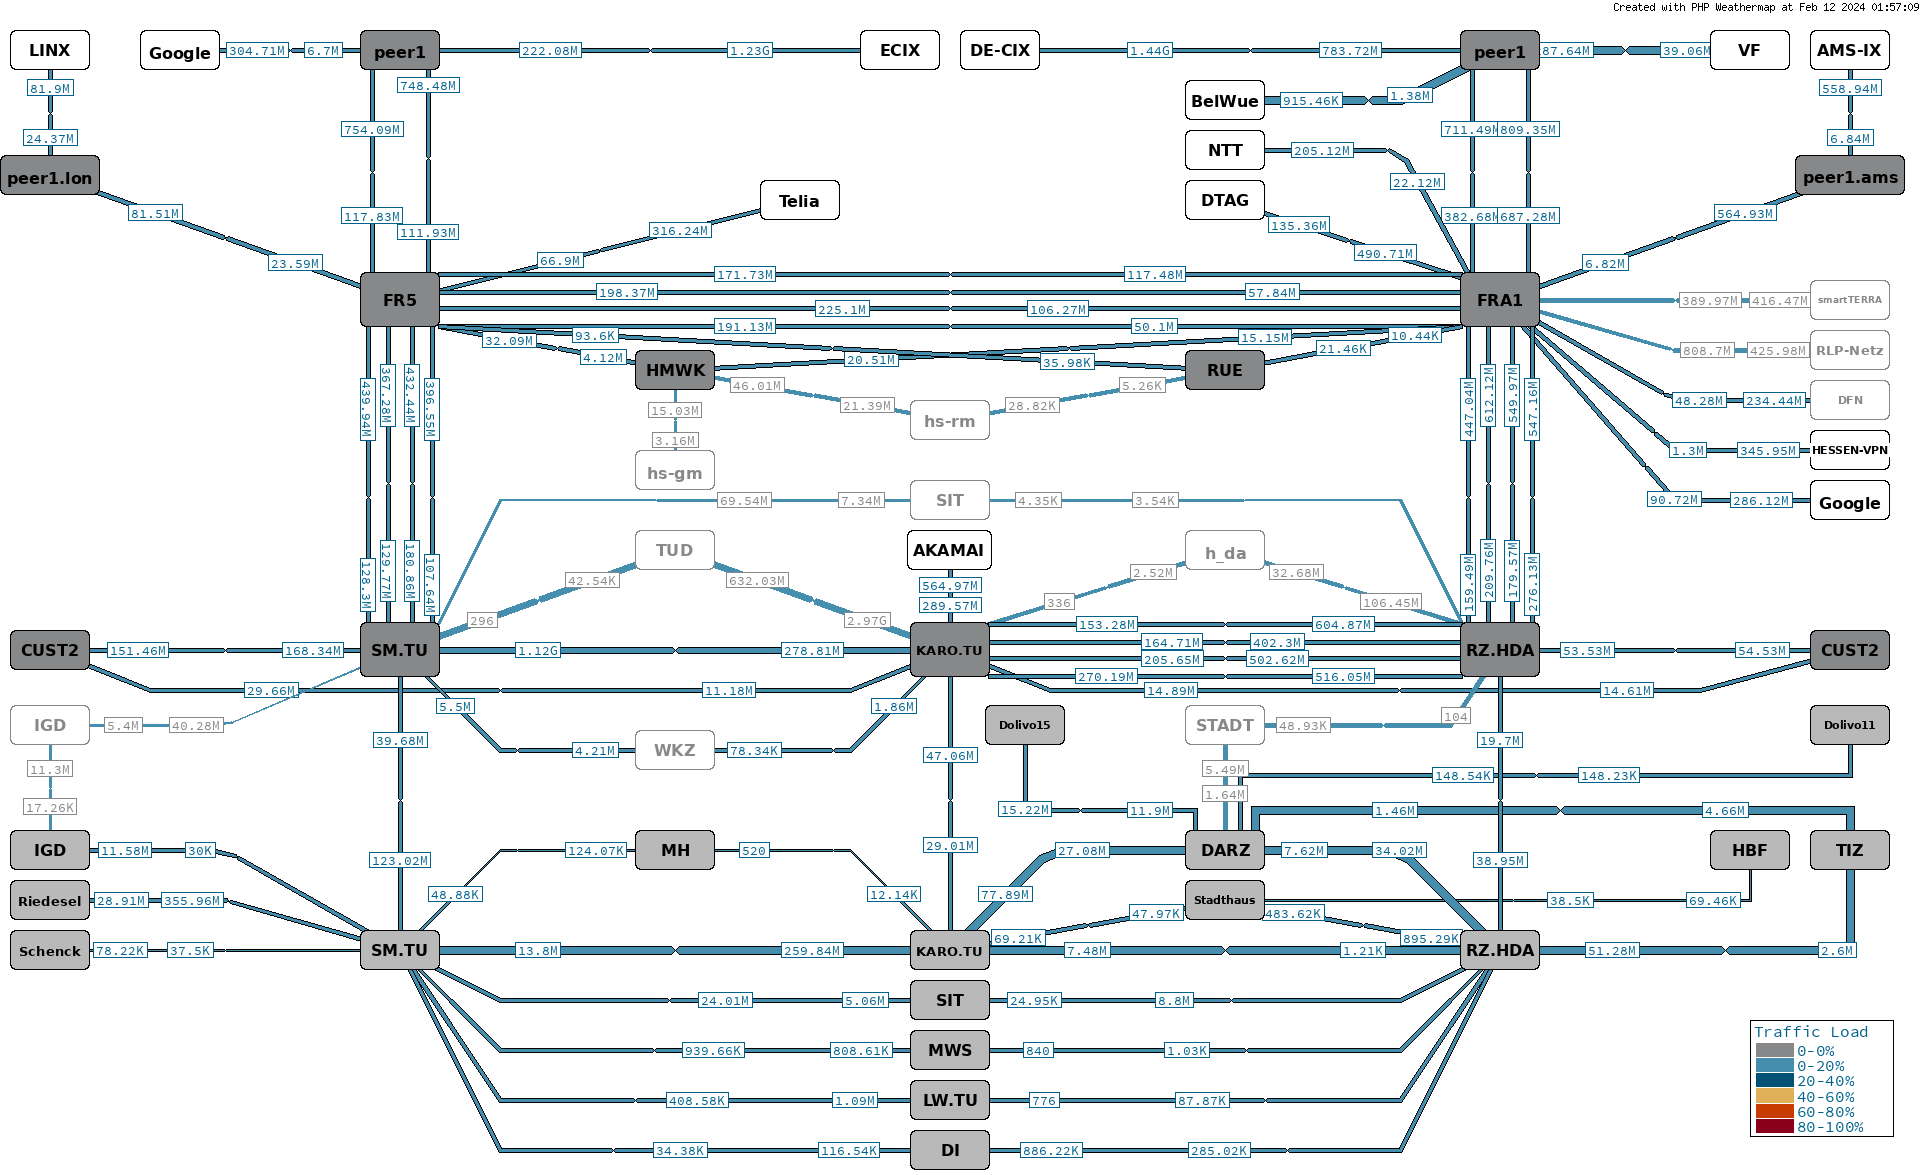 Created with PHP Weathermap at Feb 12 2024 01:57:09
LINX
Google
304.71M
6.7M
peer1
222.08M
1.23G
ECIX
DE-CIX
1.44G
783.72M
peer1
87.64M
39.06M
VF
AMS-IX
81.9M
748.48M
BelWue
915.46K
1.38M
558.94M
24.37M
754.09M
NTT
205.12M
711.49M
809.35M
6.84M
peer1.lon
22.12M
peer1.ams
81.51M
117.83M
111.93M
Telia
316.24M
DTAG
135.36M
382.68M
687.28M
564.93M
23.59M
66.9M
490.71M
6.82M
FR5
171.73M
117.48M
198.37M
57.84M
225.1M
106.27M
191.13M
50.1M
FRA1
389.97M
416.47M
smartTERRA
32.09M
93.6K
15.15M
10.44K
21.46K
4.12M
HMWK
20.51M
35.98K
RUE
808.7M
425.98M
RLP-Netz
46.01M
5.26K
15.03M
21.39M
hs-rm
28.82K
48.28M
234.44M
DFN
3.16M
hs-gm
439.94M
367.28M
432.44M
396.55M
447.04M
612.12M
549.97M
547.16M
1.3M
345.95M
HESSEN-VPN
69.54M
7.34M
SIT
4.35K
3.54K
90.72M
286.12M
Google
128.3M
129.77M
180.86M
107.64M
TUD
AKAMAI
h_da
159.49M
209.76M
179.57M
276.13M
42.54K
632.03M
564.97M
2.52M
32.68M
296
2.97G
289.57M
336
106.45M
153.28M
604.87M
CUST2
151.46M
168.34M
SM.TU
1.12G
278.81M
KARO.TU
164.71M
402.3M
205.65M
502.62M
RZ.HDA
53.53M
54.53M
CUST2
270.19M
516.05M
29.66M
11.18M
14.89M
14.61M
5.5M
1.86M
IGD
5.4M
40.28M
Dolivo15
STADT
48.93K
104
Dolivo11
39.68M
4.21M
WKZ
78.34K
47.06M
19.7M
11.3M
5.49M
148.54K
148.23K
17.26K
1.64M
15.22M
11.9M
1.46M
4.66M
IGD
11.58M
30K
123.02M
124.07K
MH
520
29.01M
27.08M
DARZ
7.62M
34.02M
38.95M
HBF
TIZ
Riedesel
28.91M
355.96M
48.88K
12.14K
77.89M
Stadthaus
38.5K
69.46K
47.97K
483.62K
69.21K
895.29K
Schenck
78.22K
37.5K
SM.TU
13.8M
259.84M
KARO.TU
7.48M
1.21K
RZ.HDA
51.28M
2.6M
24.01M
5.06M
SIT
24.95K
8.8M
939.66K
808.61K
MWS
840
1.03K
408.58K
1.09M
LW.TU
776
87.87K
34.38K
116.54K
DI
886.22K
285.02K
Traffic Load
0-0%
0-20%
20-40%
40-60%
60-80%
80-100%